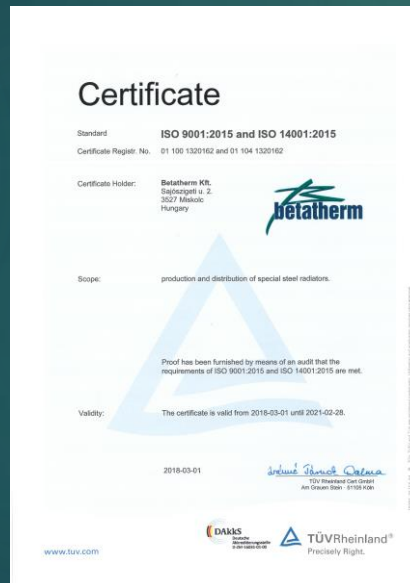 Certificate
Standard ISO 9001:2015 and ISO 14001:2015
Certificate Registr. No. 01 100 1320162 and 01 104 1320162
Certificate Holder: Betatherm Kft.
Sajószigeti u. 2.
3527 Miskolc
Hungary
betatherm
Scope: production and distribution of special steel radiators.
Proof has been furnished by means of an audit that the
requirements of ISO 9001:2015 and ISO 14001:2015 are met.
Validity: The certificate is valid from 2018-03-01 until 2021-02-28.
2018-03-01
TÜV Rheinland Cert GmbH
Am Grauen Stein · 51105 Köln
DAkkS
Deutsche
Akkreditierungsstelle
www.tuv.com
TÜVRheinland®
Precisely Right.